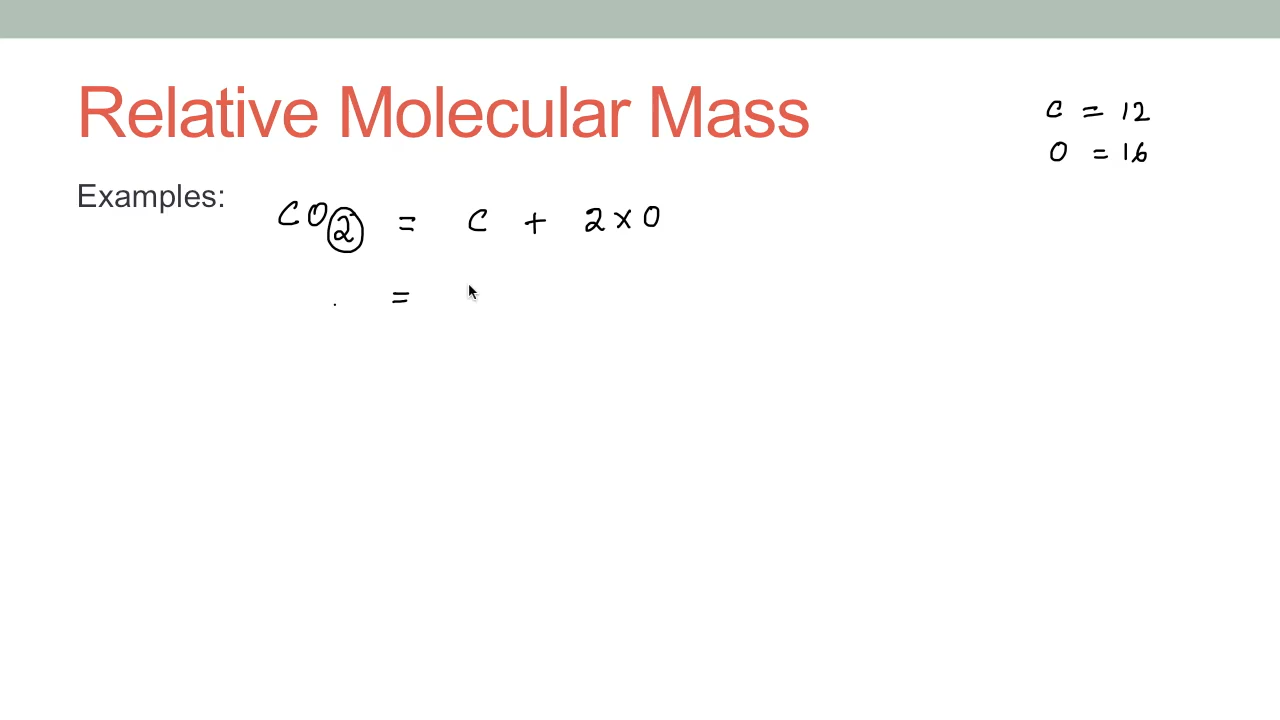 Relative Molecular Mass
C = 12
O = 16
Examples:
CO2 = C + 2 x O
=